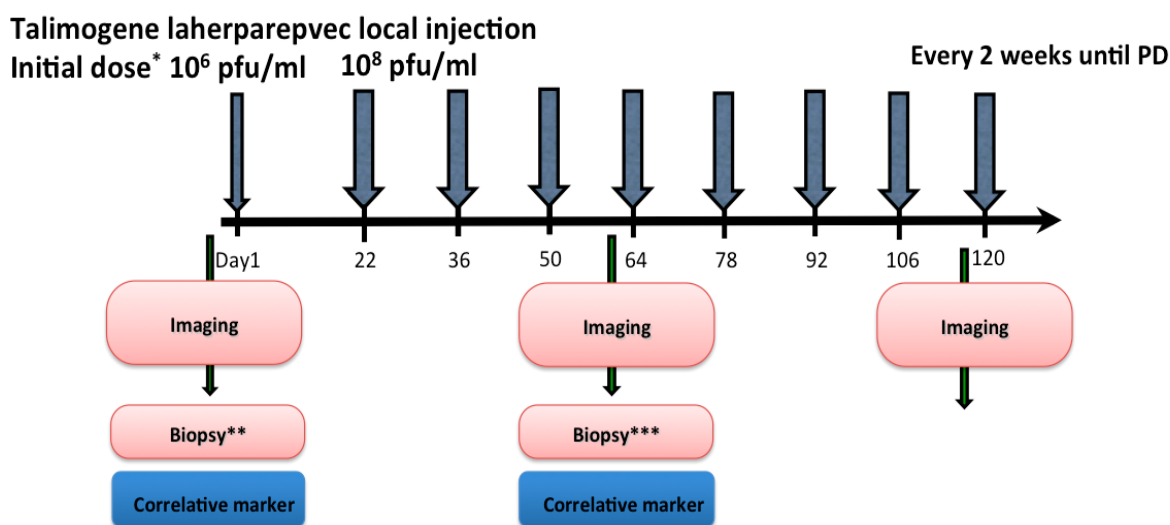 Talimogene laherparepvec local injection
Initial dose* 10⁶ pfu/ml 10⁸ pfu/ml Every 2 weeks until PD
Day1 22 36 50 64 78 92 106 120
Imaging Imaging Imaging
Biopsy** Biopsy***
Correlative marker Correlative marker